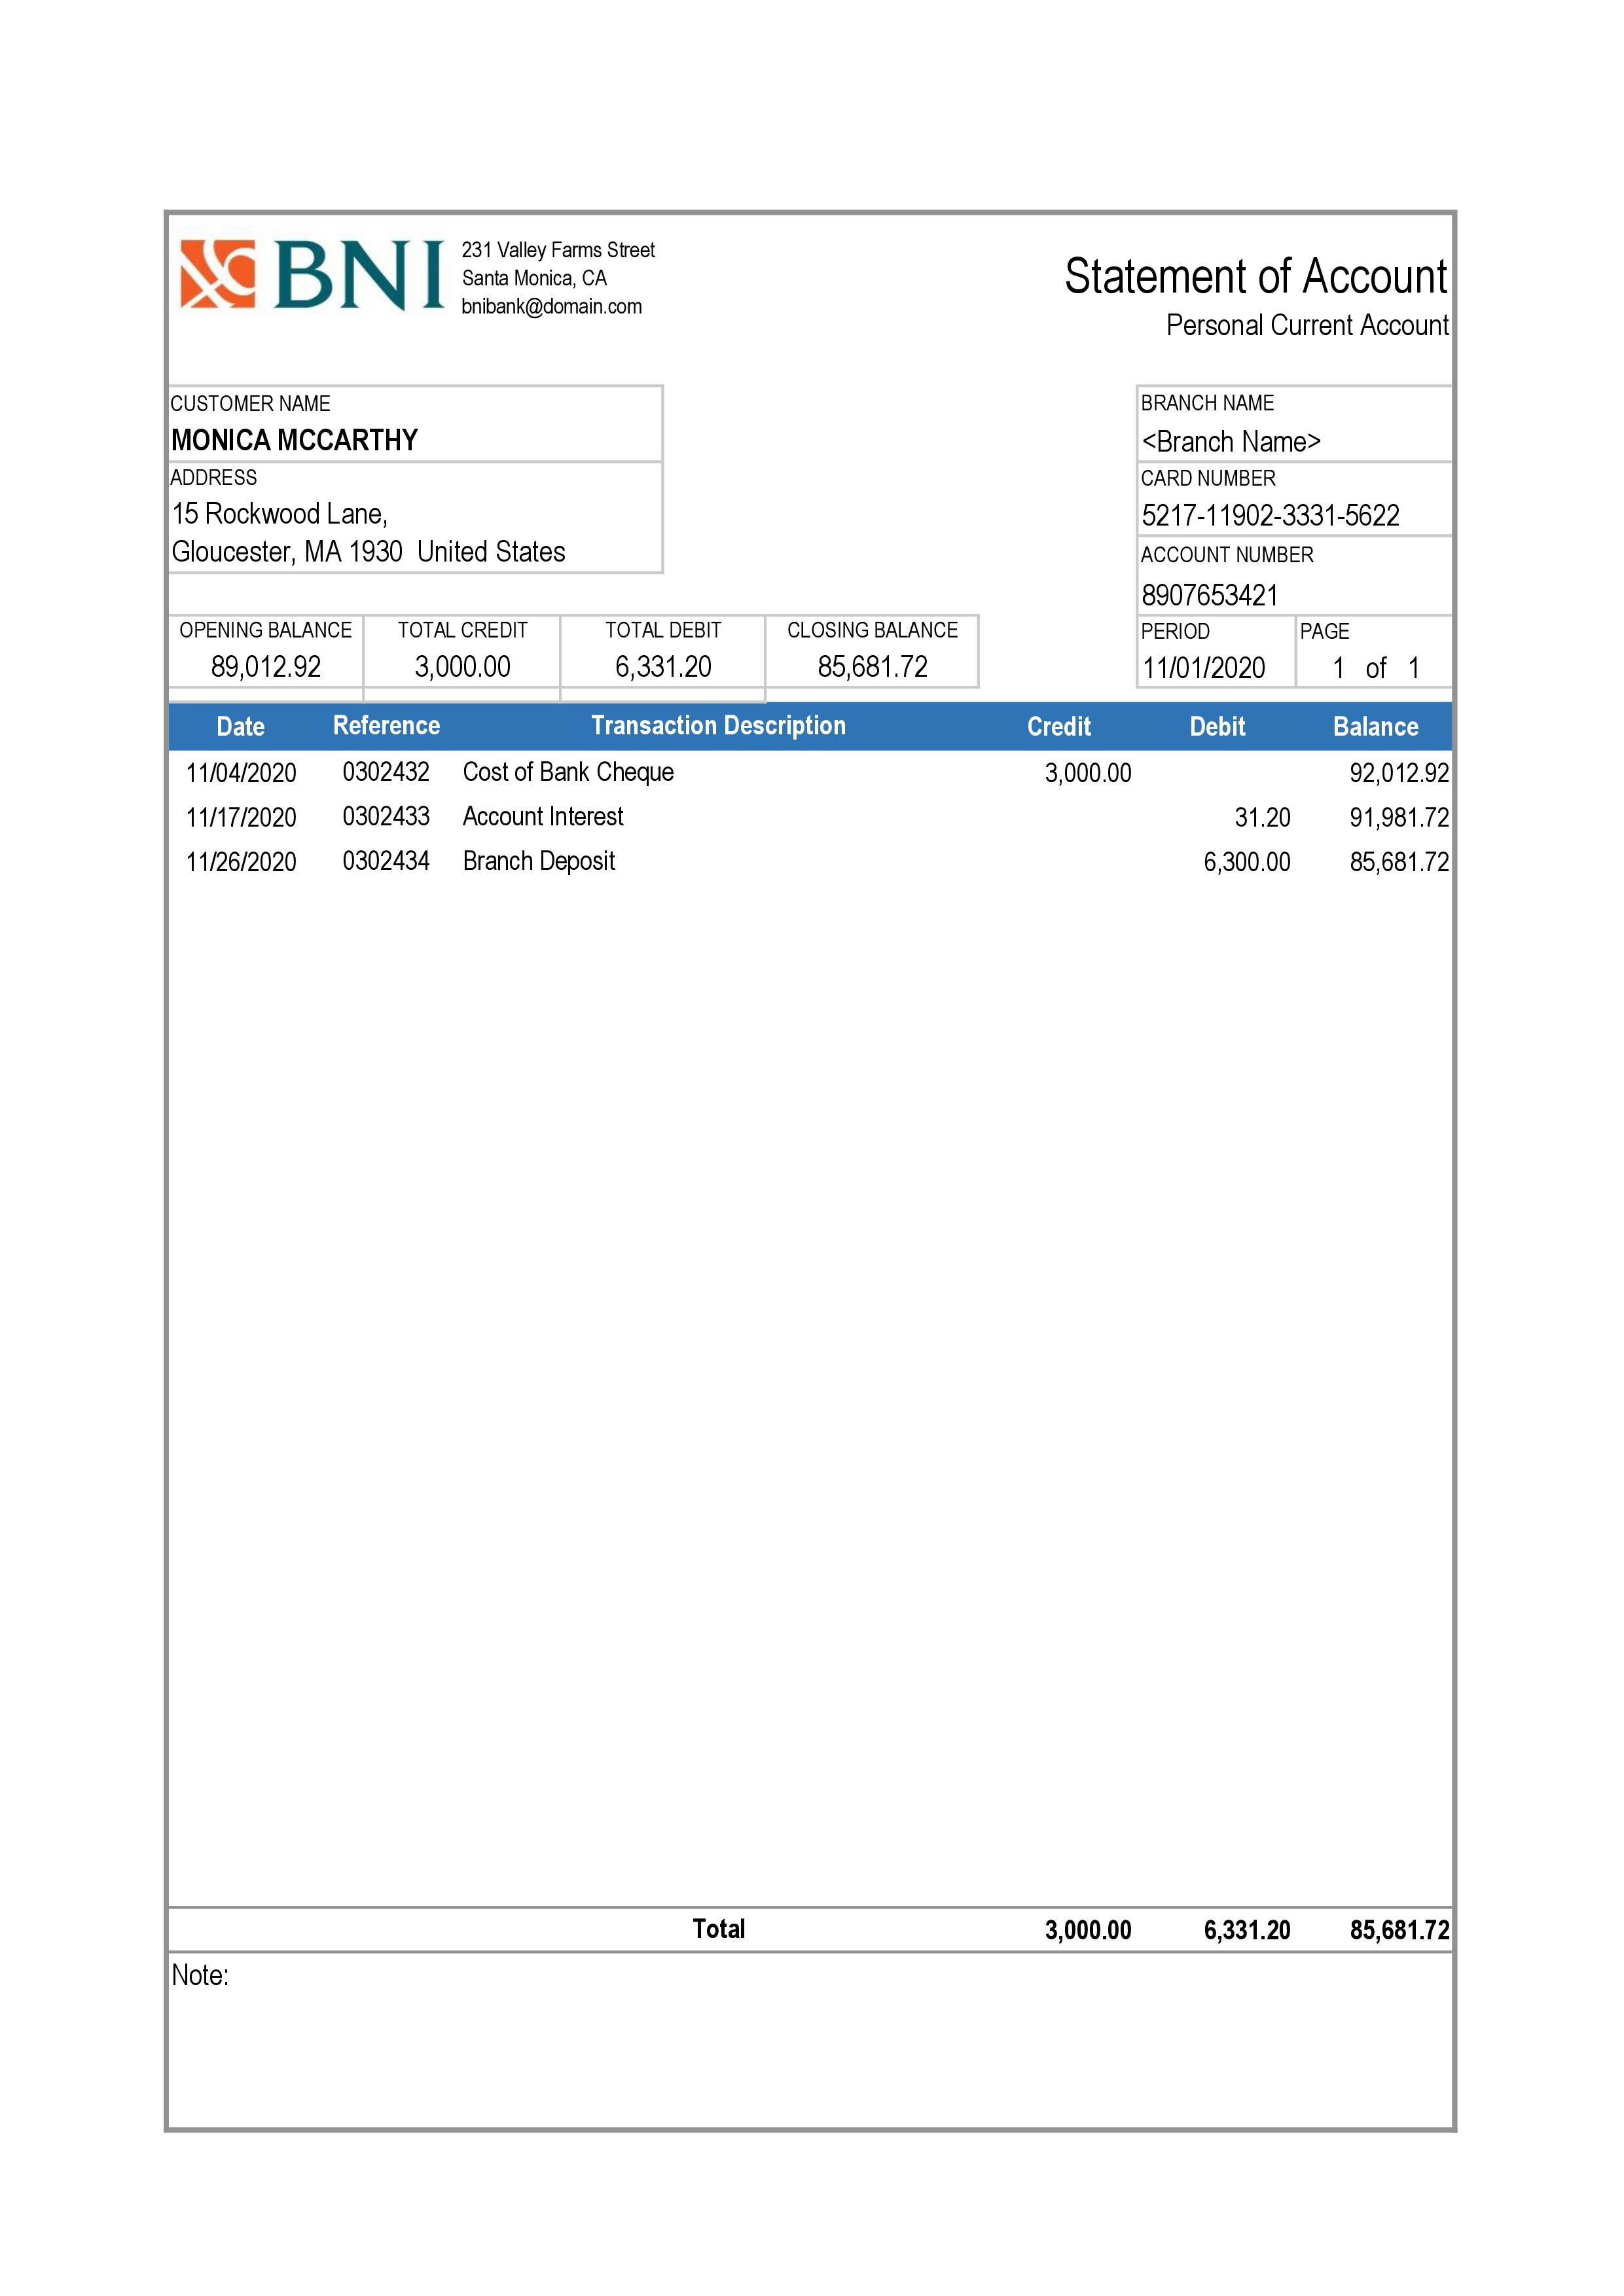 BNI
231 Valley Farms Street
Santa Monica, CA
bnibank@domain.com
Statement of Account
Personal Current Account
CUSTOMER NAME
MONICA MCCARTHY
ADDRESS
15 Rockwood Lane,
Gloucester, MA 1930 United States
BRANCH NAME
<Branch Name>
CARD NUMBER
5217-11902-3331-5622
ACCOUNT NUMBER
8907653421
OPENING BALANCE TOTAL CREDIT TOTAL DEBIT CLOSING BALANCE
89,012.92 3,000.00 6,331.20 85,681.72
PERIOD PAGE
11/01/2020 1 of 1
Date Reference Transaction Description Credit Debit Balance
11/04/2020 0302432 Cost of Bank Cheque 3,000.00 92,012.92
11/17/2020 0302433 Account Interest 31.20 91,981.72
11/26/2020 0302434 Branch Deposit 6,300.00 85,681.72
Total 3,000.00 6,331.20 85,681.72
Note: